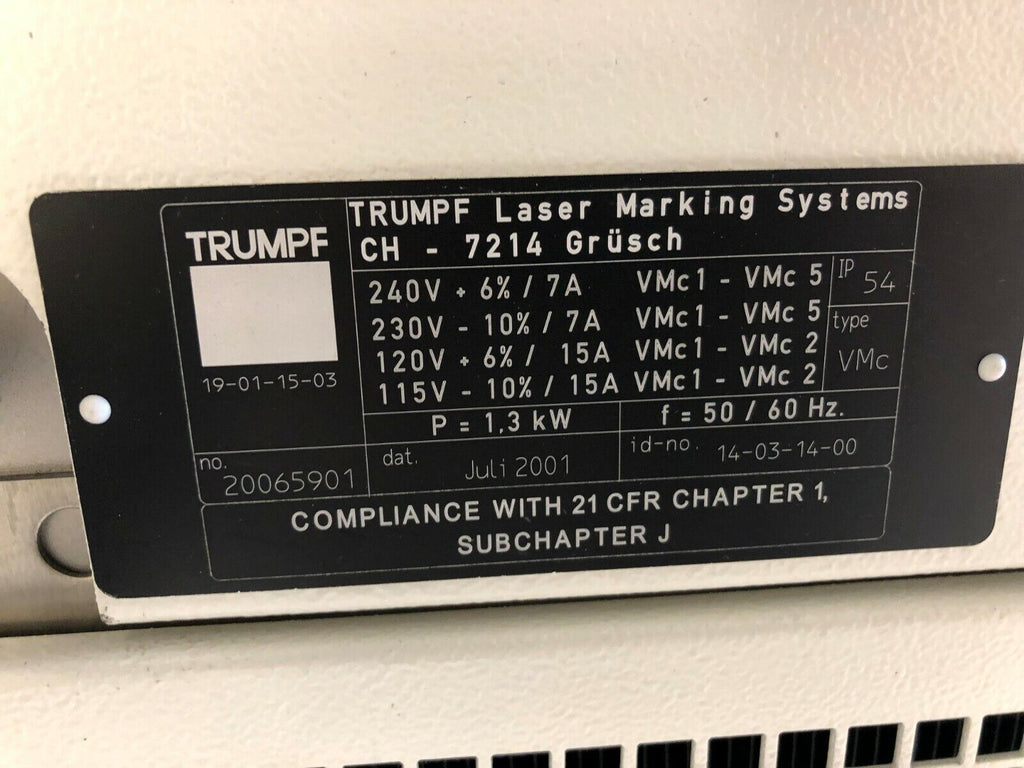 TRUMPF
19-01-15-03
TRUMPF Laser Marking Systems
CH - 7214 Grüsch
240V + 6% / 7A VMc1 - VMc 5
230V - 10% / 7A VMc1 - VMc 5
120V + 6% / 15A VMc1 - VMc 2
115V - 10% / 15A VMc1 - VMc 2
IP 54
type
VMc
P = 1,3 kW f = 50 / 60 Hz.
no. 20065901
dat. Juli 2001
id-no. 14-03-14-00
COMPLIANCE WITH 21 CFR CHAPTER 1,
SUBCHAPTER J